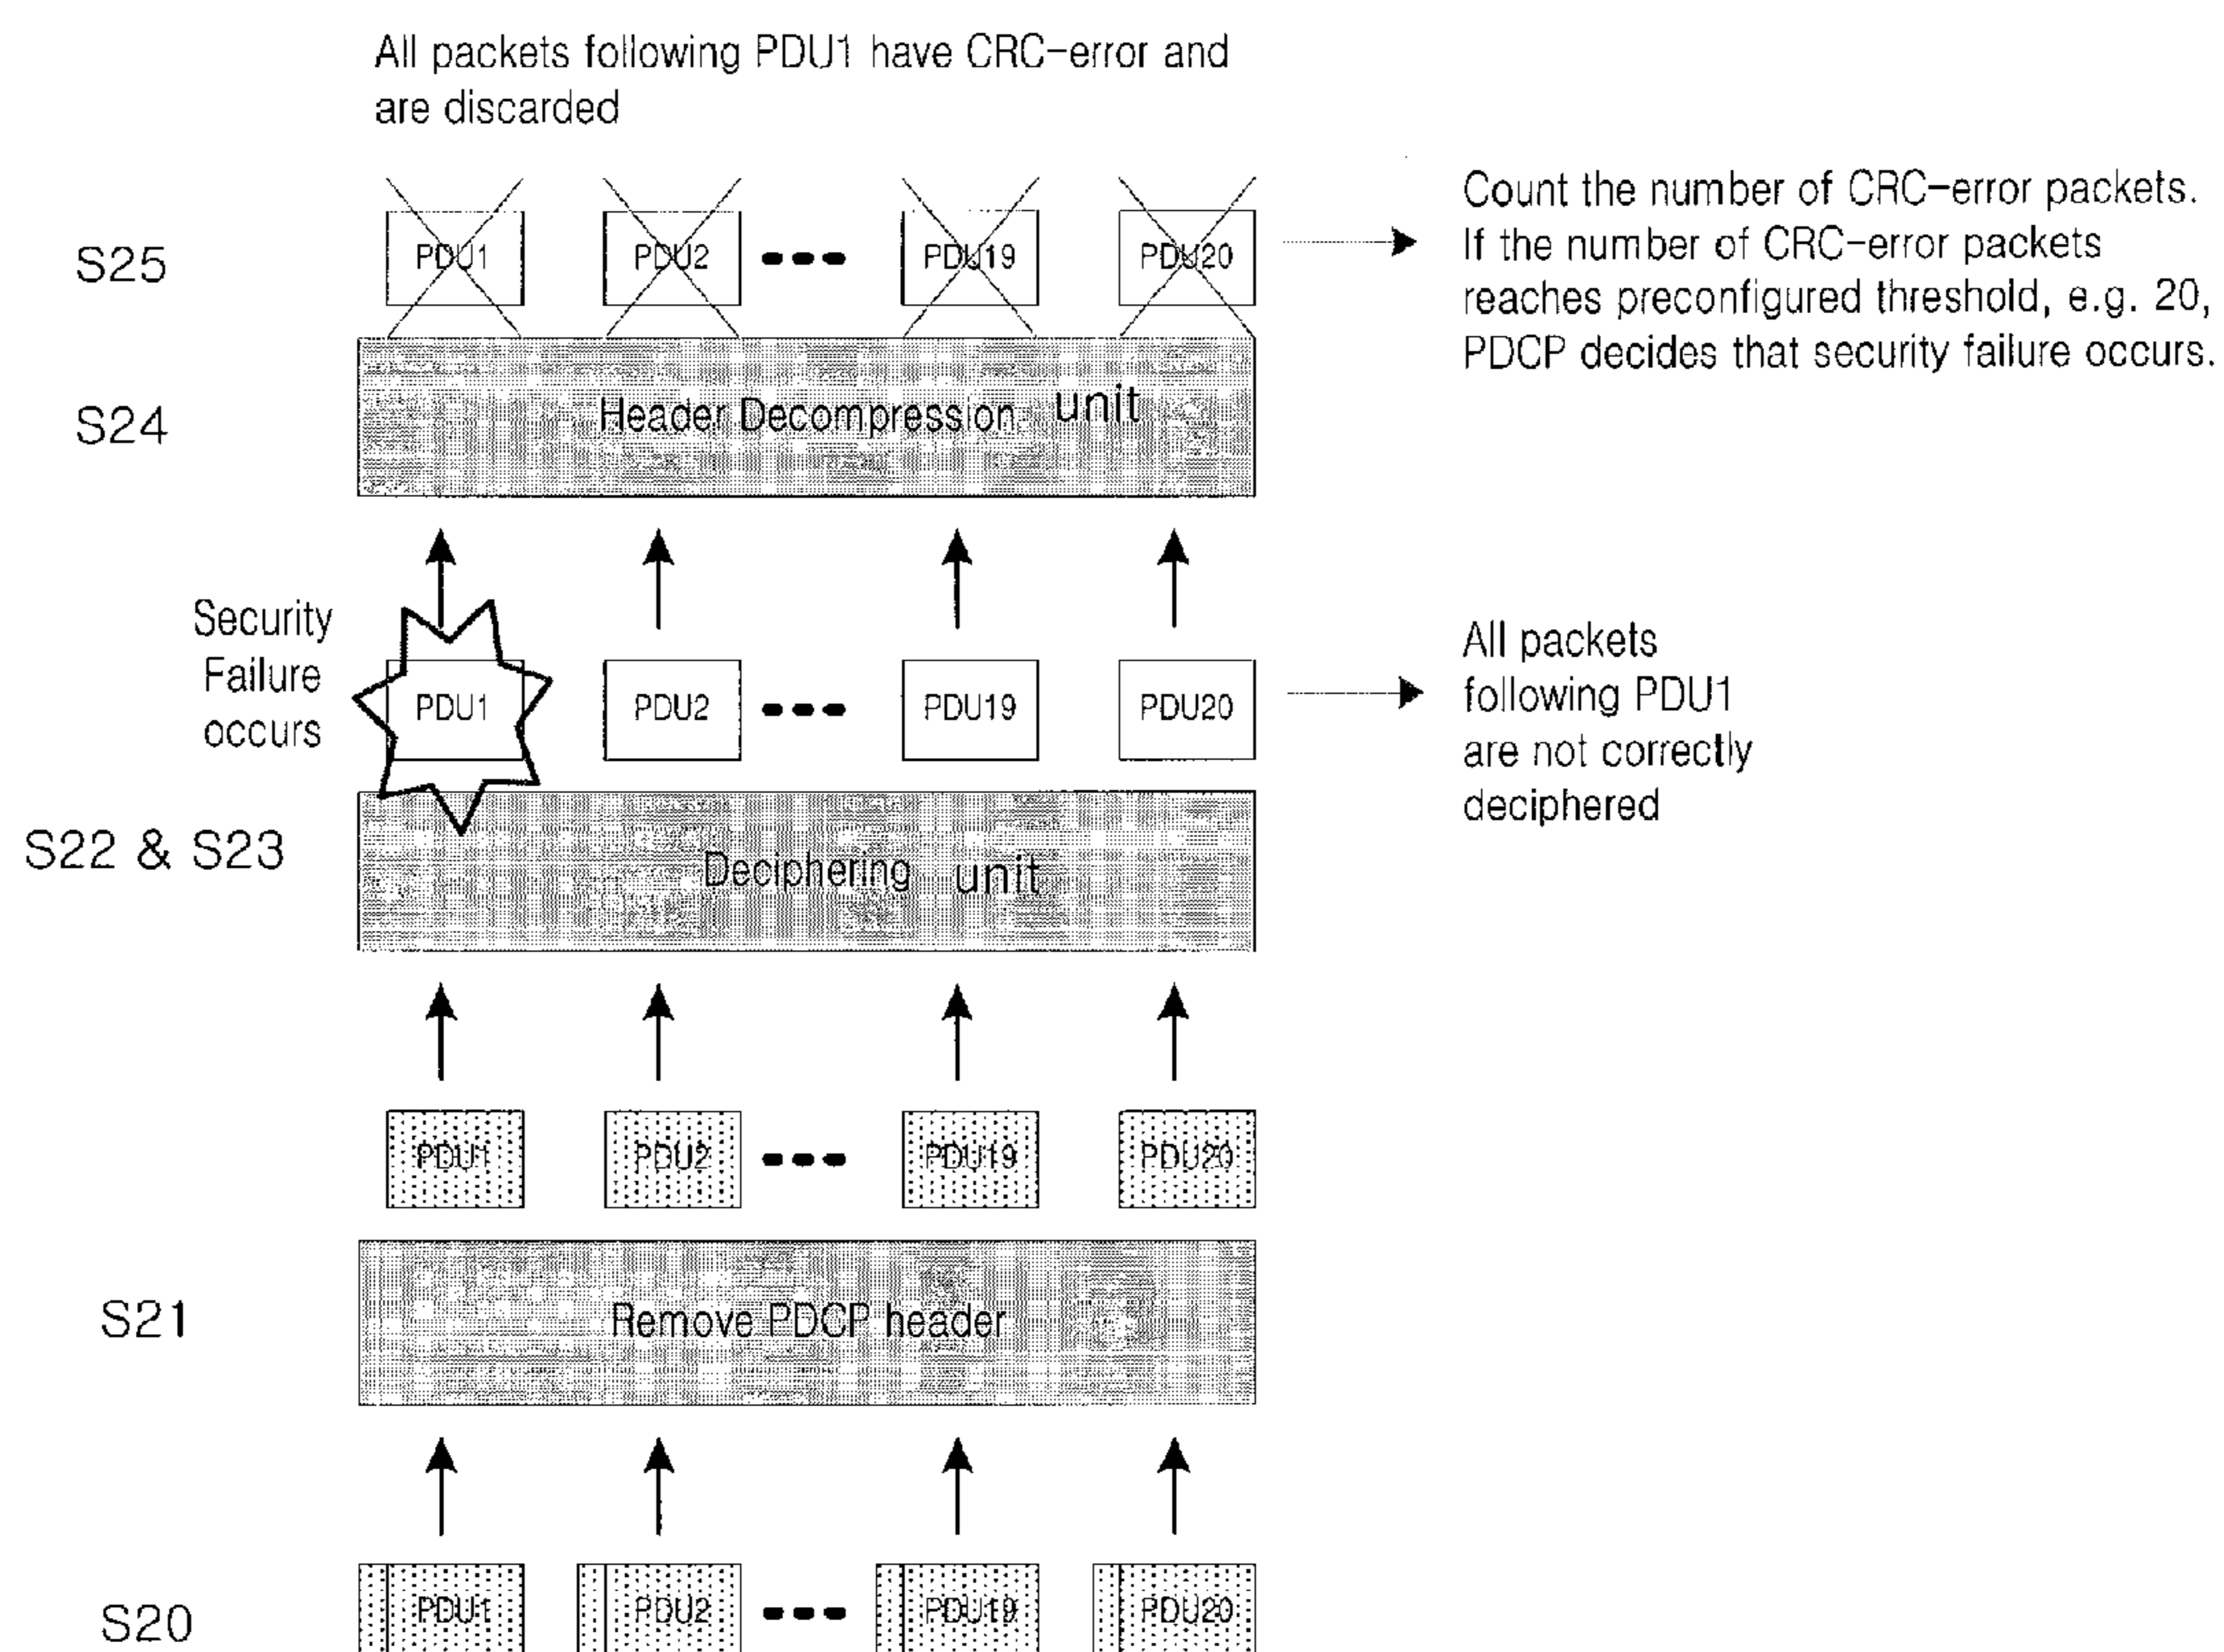 All packets following PDU1 have CRC-error and
are discarded
S25
PDU1
PDU2
PDU19
PDU20
Count the number of CRC-error packets.
If the number of CRC-error packets
reaches preconfigured threshold, e.g. 20,
PDCP decides that security failure occurs.
S24
Header Decompression unit
Security
Failure
occurs
PDU1
PDU2
PDU19
PDU20
All packets
following PDU1
are not correctly
deciphered
S22 & S23
Deciphering unit
PDU1
PDU2
PDU19
PDU20
S21
Remove PDCP header
S20
PDU1
PDU2
PDU19
PDU20